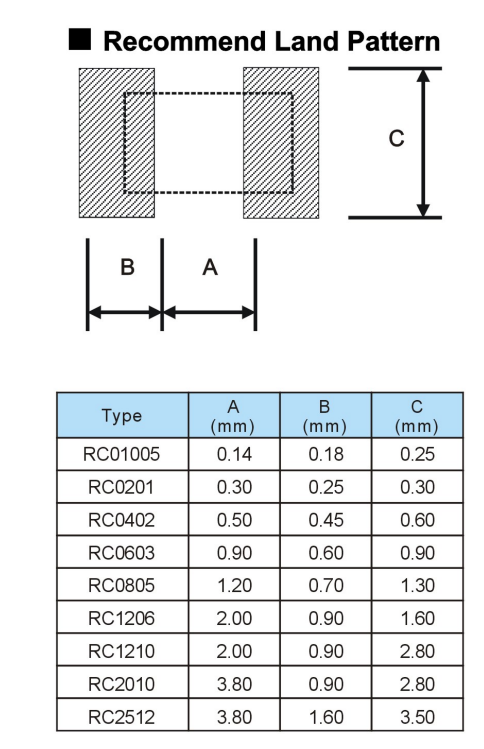 ■ Recommend Land Pattern
C
B A
Type A (mm) B (mm) C (mm)
RC01005 0.14 0.18 0.25
RC0201 0.30 0.25 0.30
RC0402 0.50 0.45 0.60
RC0603 0.90 0.60 0.90
RC0805 1.20 0.70 1.30
RC1206 2.00 0.90 1.60
RC1210 2.00 0.90 2.80
RC2010 3.80 0.90 2.80
RC2512 3.80 1.60 3.50